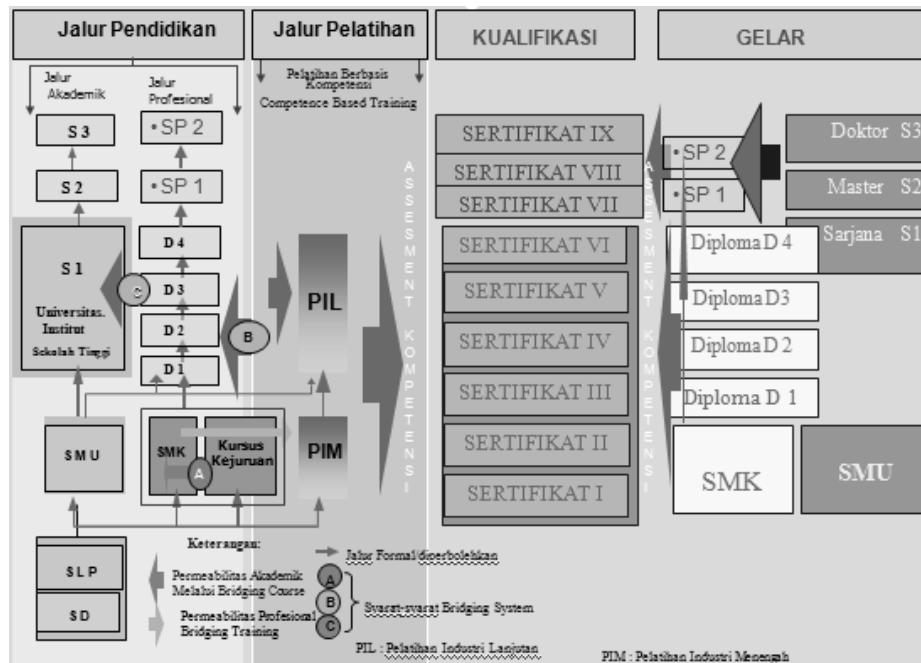 Jalur Pendidikan
Jalur Pelatihan
KUALIFIKASI
GELAR
Jalur
Akademik
Jalur
Profesional
Pelatihan Berbasis
Kompetensi
Competence Based Training
S 3
• SP 2
S 2
• SP 1
S 1
Universitas.
Institut
Sekolah Tinggi
D 4
D 3
D 2
D 1
C
B
PIL
SMU
SMK
Kursus
Kejuruan
A
PIM
SLP
SD
ASSESMENT KOMPETENSI
SERTIFIKAT IX
SERTIFIKAT VIII
SERTIFIKAT VII
SERTIFIKAT VI
SERTIFIKAT V
SERTIFIKAT IV
SERTIFIKAT III
SERTIFIKAT II
SERTIFIKAT I
ASSESMENT KOMPETENSI
• SP 2
• SP 1
Doktor S3
Master S2
Sarjana S1
Diploma D 4
Diploma D3
Diploma D 2
Diploma D 1
SMK
SMU
Keterangan:
Jalur Formal/diperbolehkan
Permeabilitas Akademik
Melalui Bridging Course
Permeabilitas Profesional
Bridging Training
A
B
C
Syarat-syarat Bridging System
PIL : Pelatihan Industri Lanjutan
PIM : Pelatihan Industri Menengah